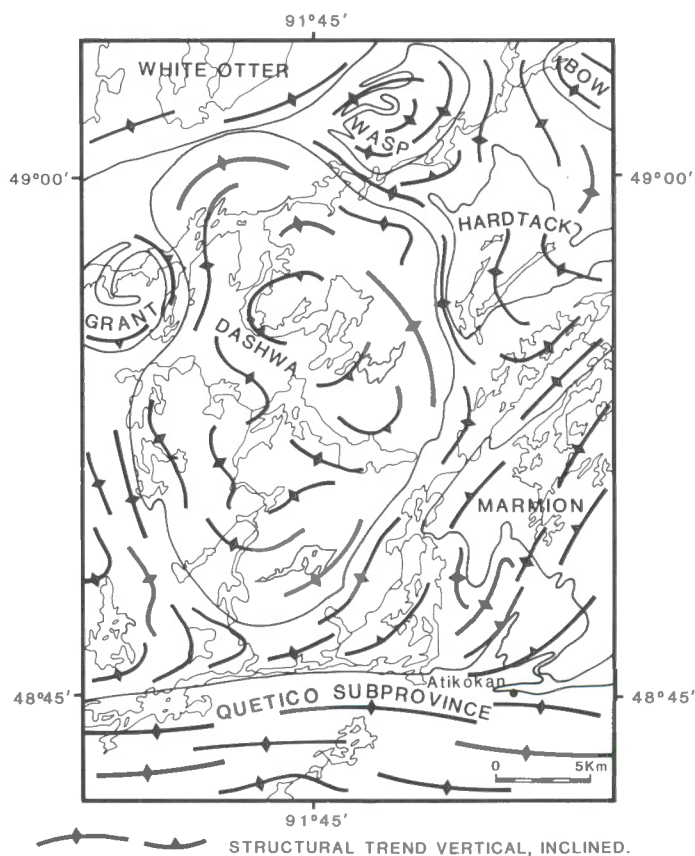 91°45′
WHITE OTTER
BOW
WASP
49°00′
49°00′
HARDTACK
GRANT
DASHWA
MARMION
Atikokan
48°45′
48°45′
QUETICO SUBPROVINCE
0 5Km
91°45′
STRUCTURAL TREND VERTICAL, INCLINED.